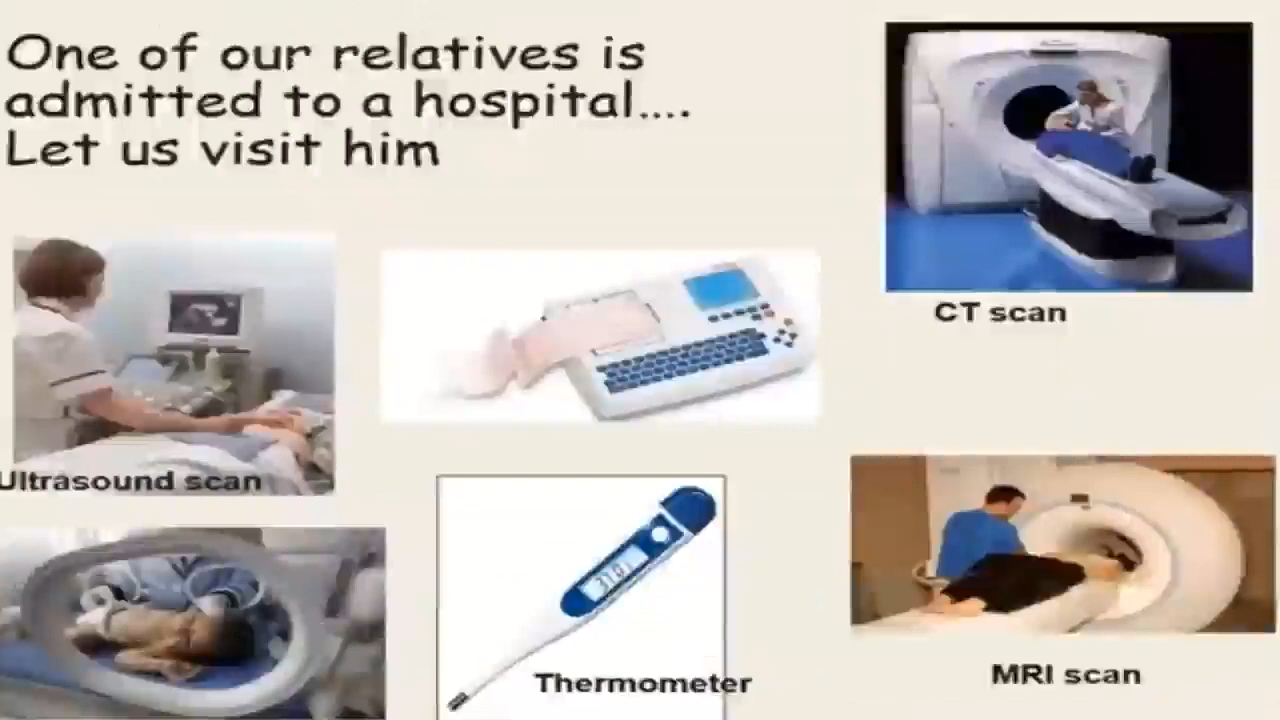 One of our relatives is
admitted to a hospital....
Let us visit him
CT scan
Ultrasound scan
Thermometer
MRI scan